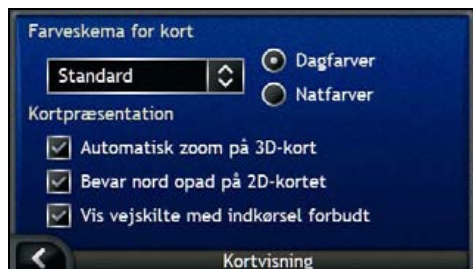 Farveskema for kort
Standard
Dagfarver
Natfarver
Kortpræsentation
Automatisk zoom på 3D-kort
Bevar nord opad på 2D-kortet
Vis vejskilte med indkørsel forbudt
Kortvisning